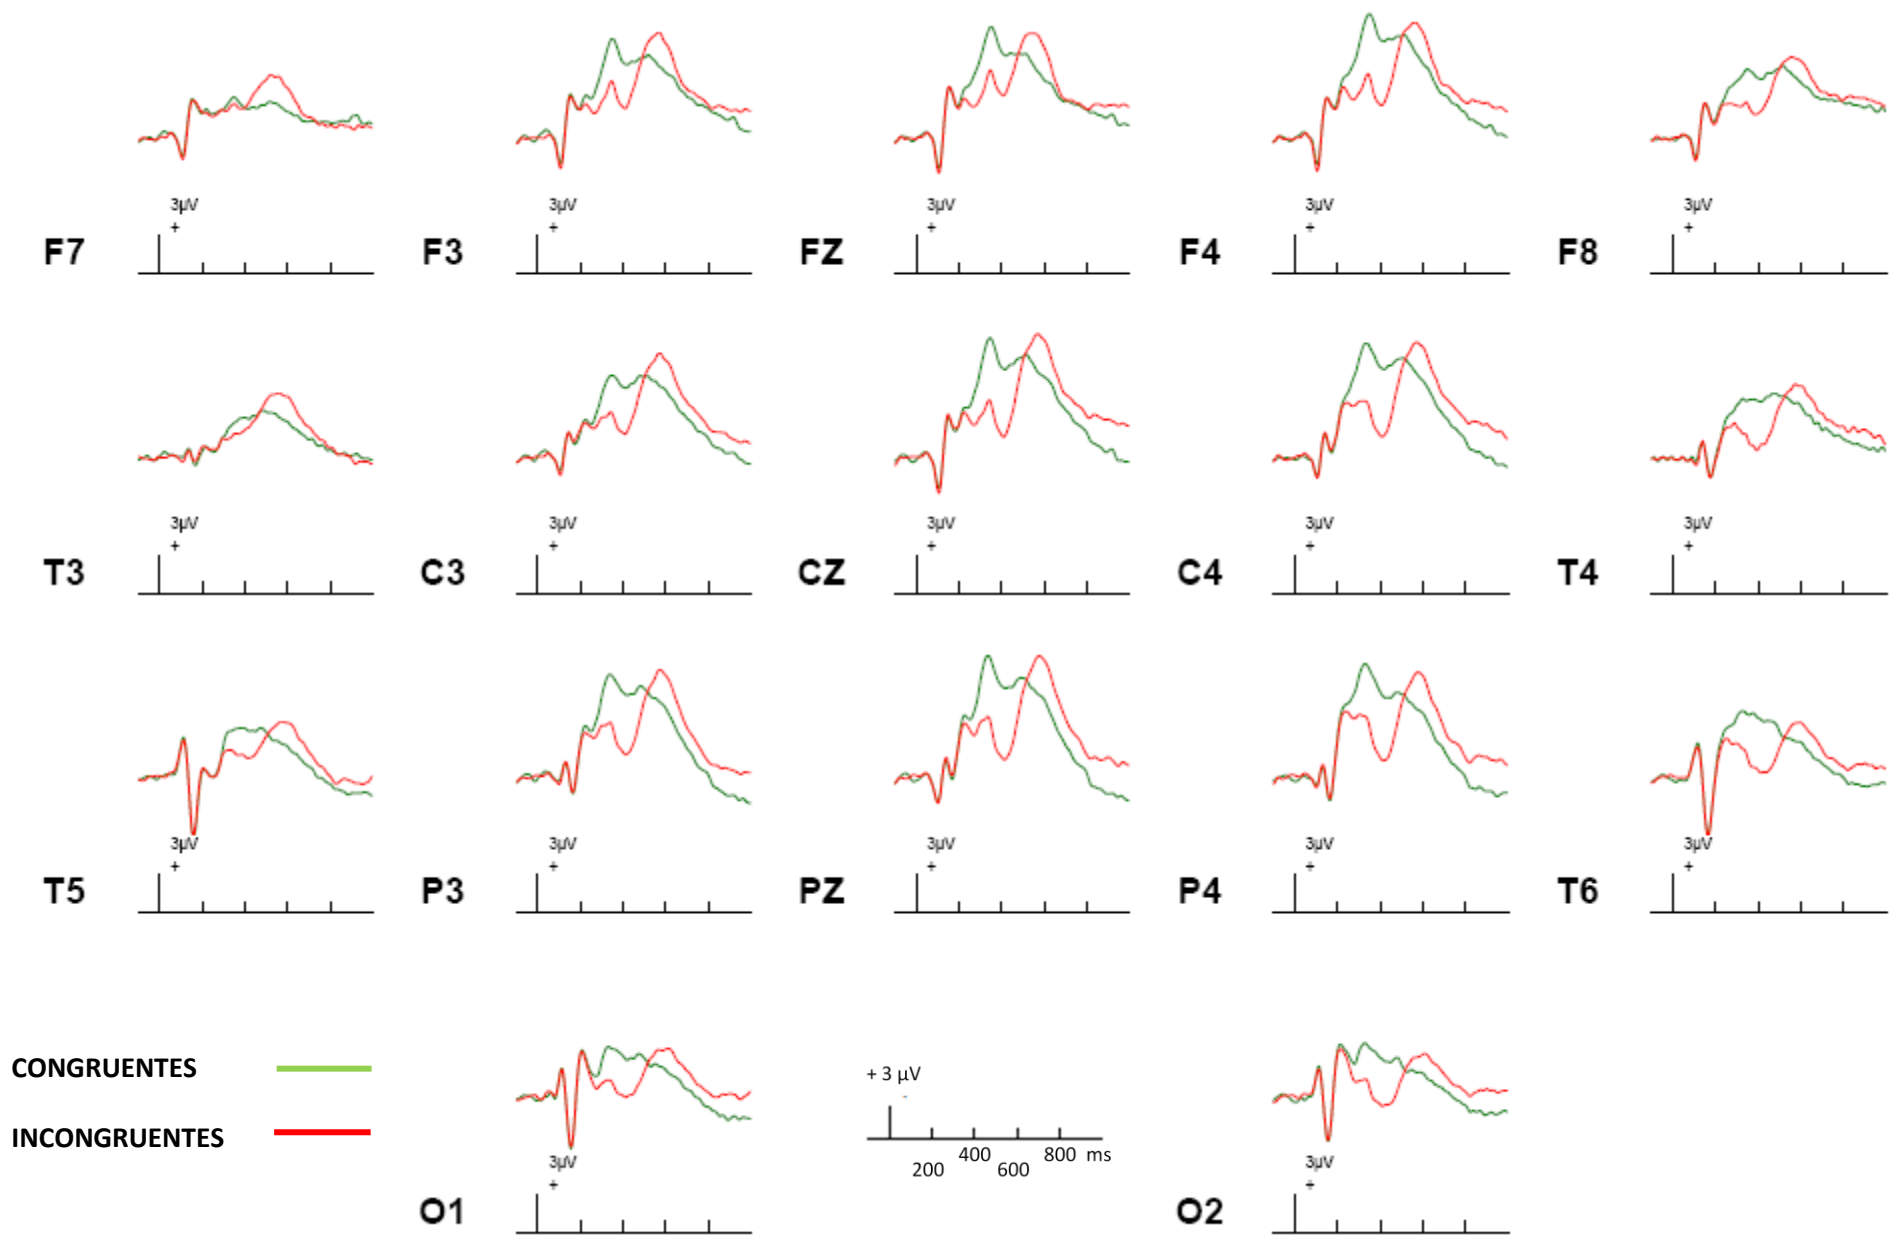 3µV
+
3µV
+
3µV
+
3µV
+
3µV
+
F7
F3
FZ
F4
F8
3µV
+
3µV
+
3µV
+
3µV
+
3µV
+
T3
C3
CZ
C4
T4
3µV
+
3µV
+
3µV
+
3µV
+
3µV
+
T5
P3
PZ
P4
T6
CONGRUENTES
INCONGRUENTES
+ 3 µV
200
400
600
800 ms
3µV
+
3µV
+
O1
O2